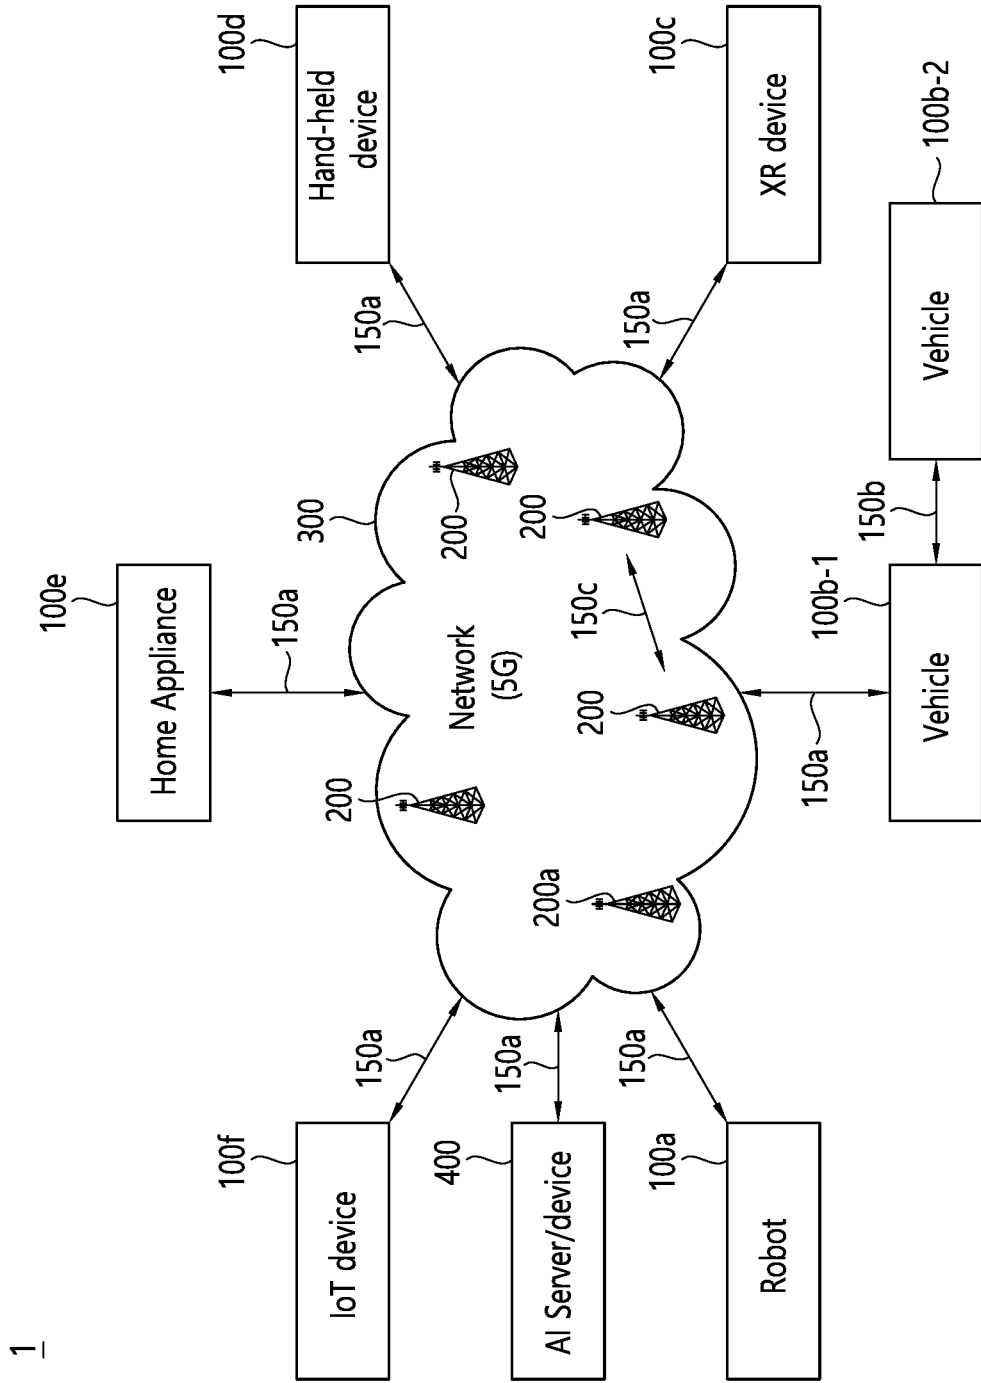 1
100e
Home Appliance
150a
300
100f
IoT device
150a
150a
100d
Hand-held
device
400
AI Server/device
150a
Network
(5G)
200
200
200a
200
200
150c
100a
Robot
150a
150a
100c
XR device
150a
100b-1
Vehicle
150b
100b-2
Vehicle